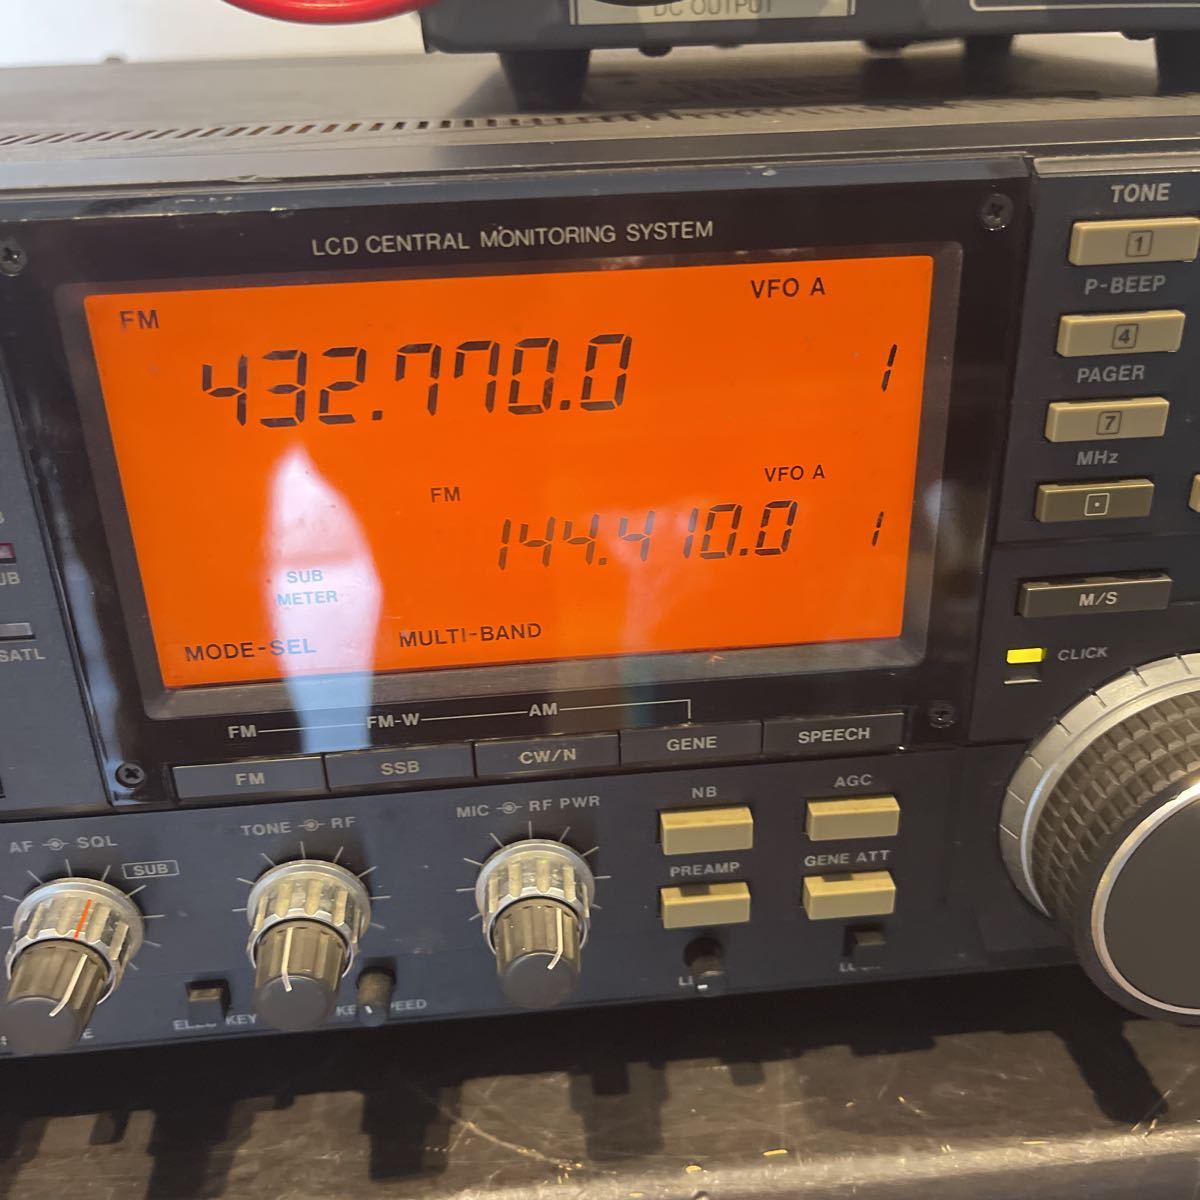 DC OUTPUT
LCD CENTRAL MONITORING SYSTEM
FM
VFO A
432.770.0
1
FM
VFO A
144.410.0
1
SUB
METER
MODE-SEL
MULTI-BAND
FM
FM-W
AM
FM
SSB
CW/N
GENE
SPEECH
TONE
1
P-BEEP
4
PAGER
7
MHz
M/S
CLICK
SATL
AF
SQL
SUB
TONE
RF
MIC
RF PWR
NB
AGC
PREAMP
GENE ATT
KEY